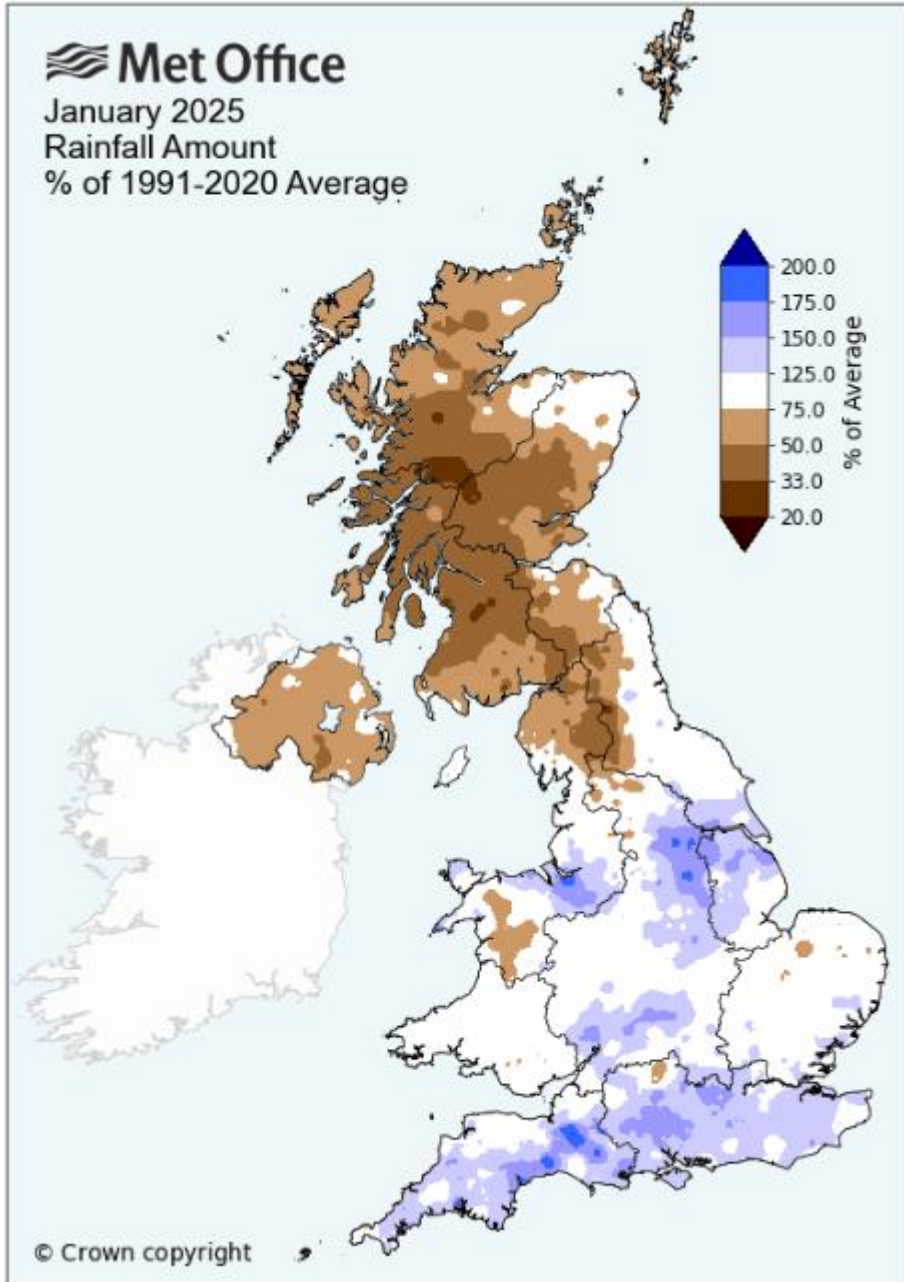 Met Office
January 2025
Rainfall Amount
% of 1991-2020 Average
200.0
175.0
150.0
125.0
75.0
50.0
33.0
20.0
% of Average
© Crown copyright